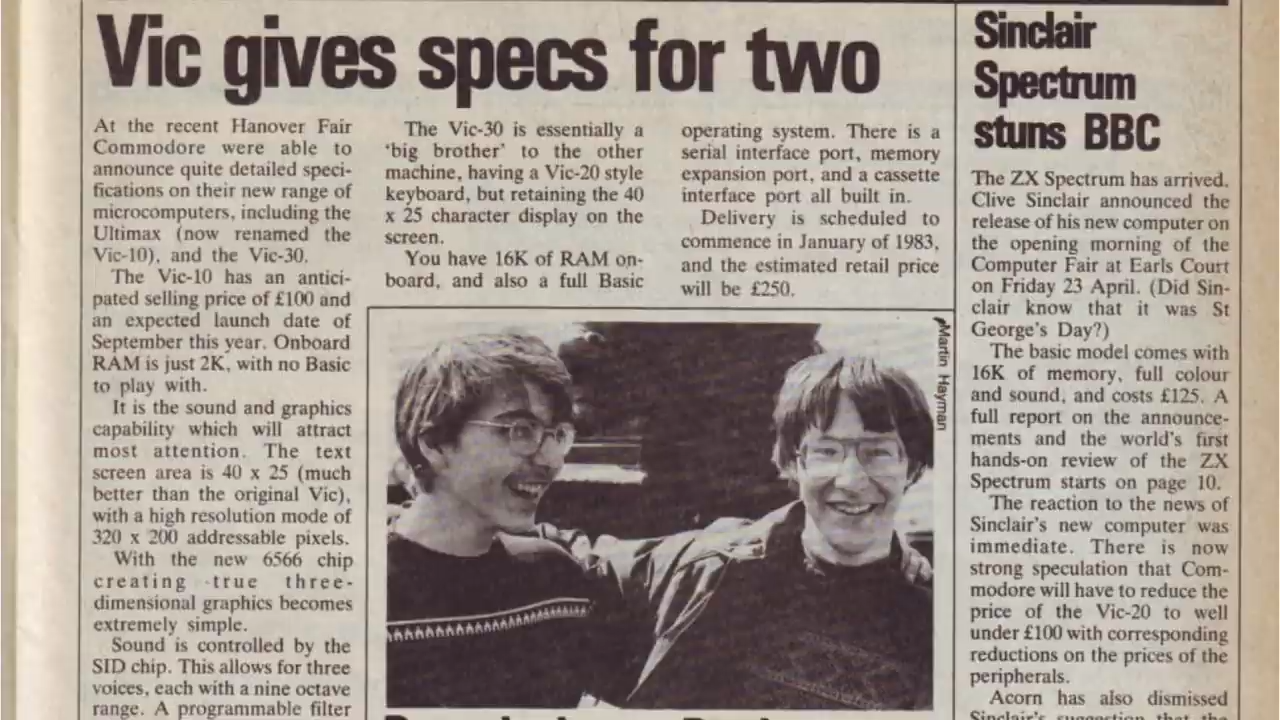 Vic gives specs for two
At the recent Hanover Fair
Commodore were able to
announce quite detailed speci-
fications on their new range of
microcomputers, including the
Ultimax (now renamed the
Vic-10), and the Vic-30.
The Vic-10 has an antici-
pated selling price of £100 and
an expected launch date of
September this year. Onboard
RAM is just 2K, with no Basic
to play with.
It is the sound and graphics
capability which will attract
most attention. The text
screen area is 40 x 25 (much
better than the original Vic),
with a high resolution mode of
320 x 200 addressable pixels.
With the new 6566 chip
creating true three-
dimensional graphics becomes
extremely simple.
Sound is controlled by the
SID chip. This allows for three
voices, each with a nine octave
range. A programmable filter
The Vic-30 is essentially a
'big brother' to the other
machine, having a Vic-20 style
keyboard, but retaining the 40
x 25 character display on the
screen.
You have 16K of RAM on-
board, and also a full Basic
operating system. There is a
serial interface port, memory
expansion port, and a cassette
interface port all built in.
Delivery is scheduled to
commence in January of 1983,
and the estimated retail price
will be £250.
Martin Hayman
Sinclair
Spectrum
stuns BBC
The ZX Spectrum has arrived.
Clive Sinclair announced the
release of his new computer on
the opening morning of the
Computer Fair at Earls Court
on Friday 23 April. (Did Sin-
clair know that it was St
George's Day?)
The basic model comes with
16K of memory, full colour
and sound, and costs £125. A
full report on the announce-
ments and the world's first
hands-on review of the ZX
Spectrum starts on page 10.
The reaction to the news of
Sinclair's new computer was
immediate. There is now
strong speculation that Com-
modore will have to reduce the
price of the Vic-20 to well
under £100 with corresponding
reductions on the prices of the
peripherals.
Acorn has also dismissed
Sinclair's suggestion that the